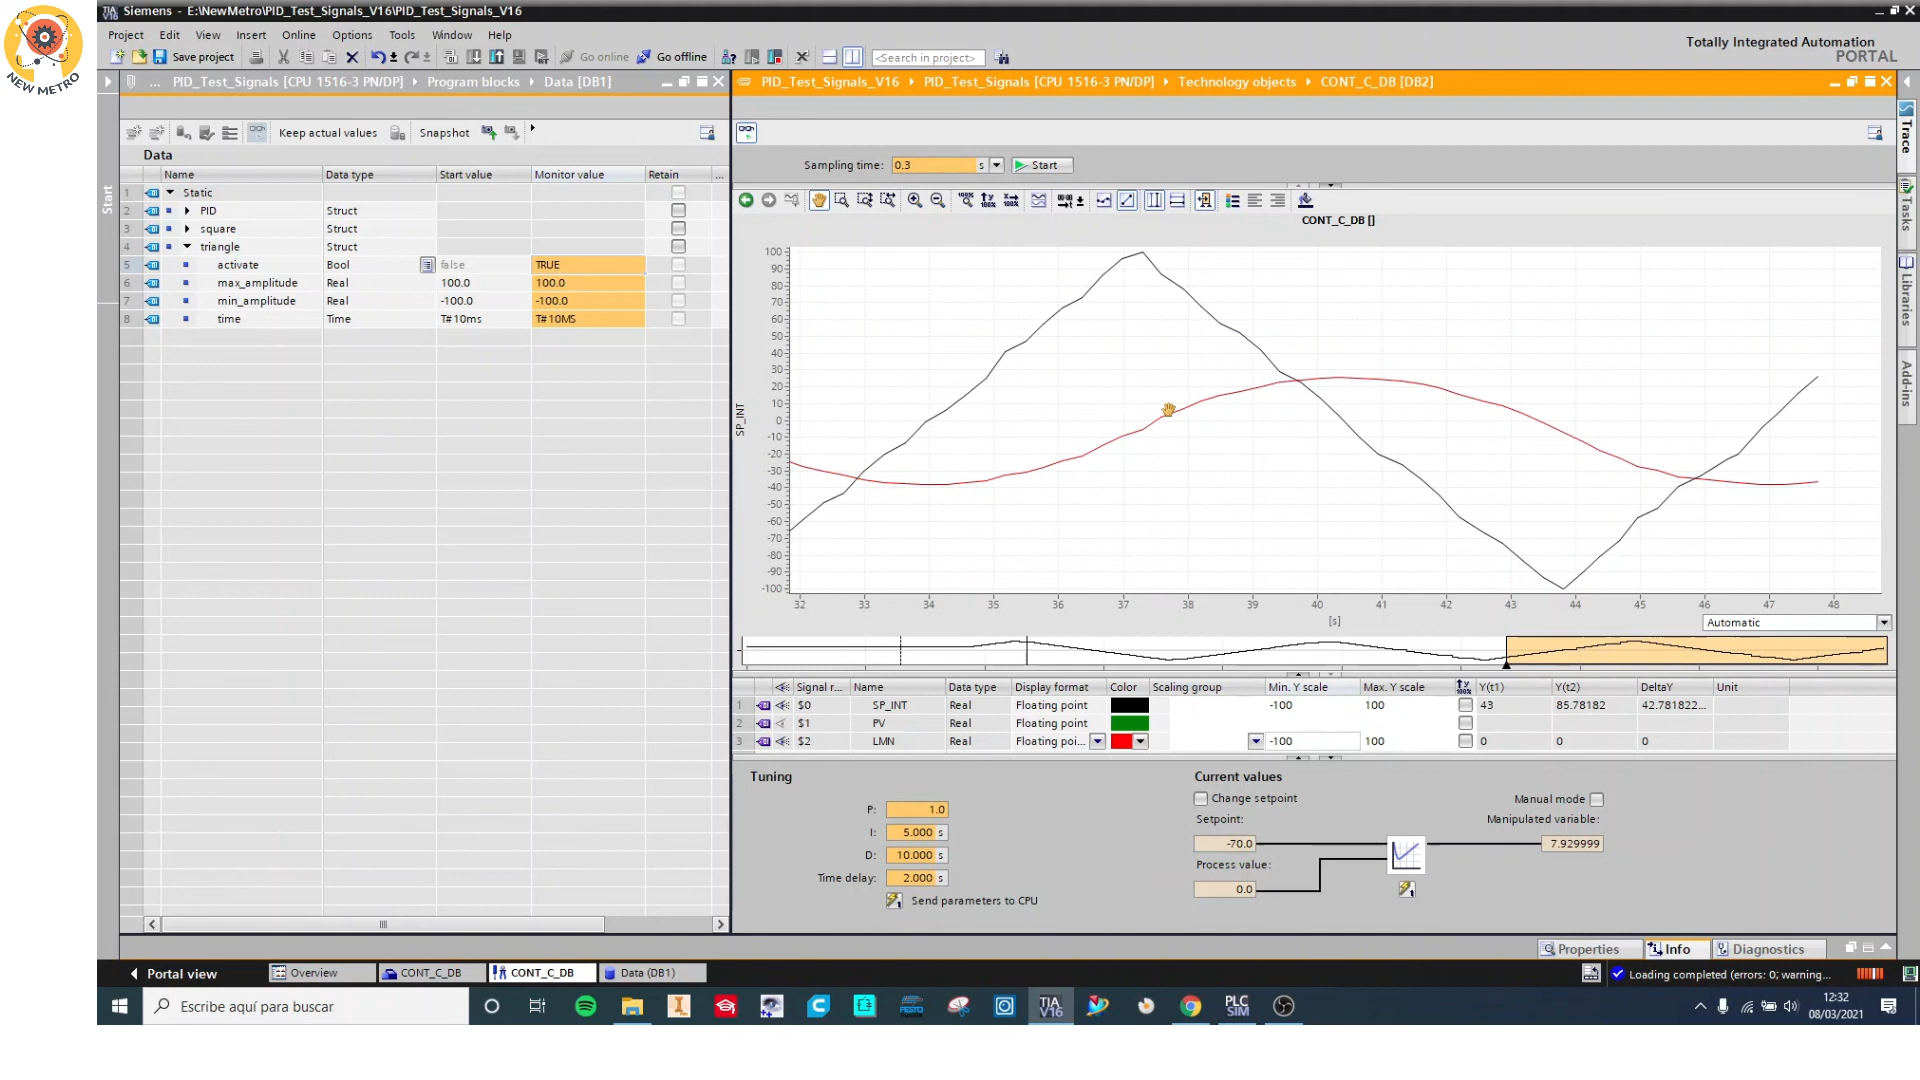 NEW METRO
Siemens - E:\NewMetro\PID_Test_Signals_V16\PID_Test_Signals_V16
Project Edit View Insert Online Options Tools Window Help
Save project Go online Go offline <Search in project>
Totally Integrated Automation
PORTAL
... PID_Test_Signals [CPU 1516-3 PN/DP] Program blocks Data [DB1]
PID_Test_Signals_V16 PID_Test_Signals [CPU 1516-3 PN/DP] Technology objects CONT_C_DB [DB2]
Keep actual values Snapshot
Data
Name Data type Start value Monitor value Retain ...
1 Static
2 PID Struct
3 square Struct
4 triangle Struct
5 activate Bool false TRUE
6 max_amplitude Real 100.0 100.0
7 min_amplitude Real -100.0 -100.0
8 time Time T#10ms T#10MS
Start
Sampling time: 0.3 s Start
CONT_C_DB []
100
90
80
70
60
50
40
30
20
10
0
-10
-20
-30
-40
-50
-60
-70
-80
-90
-100
SP_INT
32 33 34 35 36 37 38 39 40 41 42 43 44 45 46 47 48
[s]
Automatic
Signal r... Name Data type Display format Color Scaling group Min. Y scale Max. Y scale Y(t1) Y(t2) DeltaY Unit
1 $0 SP_INT Real Floating point -100 100 43 85.78182 42.781822...
2 $1 PV Real Floating point
3 $2 LMN Real Floating poi... -100 100 0 0 0
Tuning
P: 1.0
I: 5.000 s
D: 10.000 s
Time delay: 2.000 s
Send parameters to CPU
Current values
Change setpoint
Manual mode
Setpoint:
Manipulated variable:
-70.0
7.929999
Process value:
0.0
Trace
Tasks
Libraries
Add-ins
Properties Info Diagnostics
Portal view Overview CONT_C_DB CONT_C_DB Data (DB1) Loading completed (errors: 0; warning...
Escribe aquí para buscar
FESTO
TIA V16
PLC SIM
12:32
08/03/2021